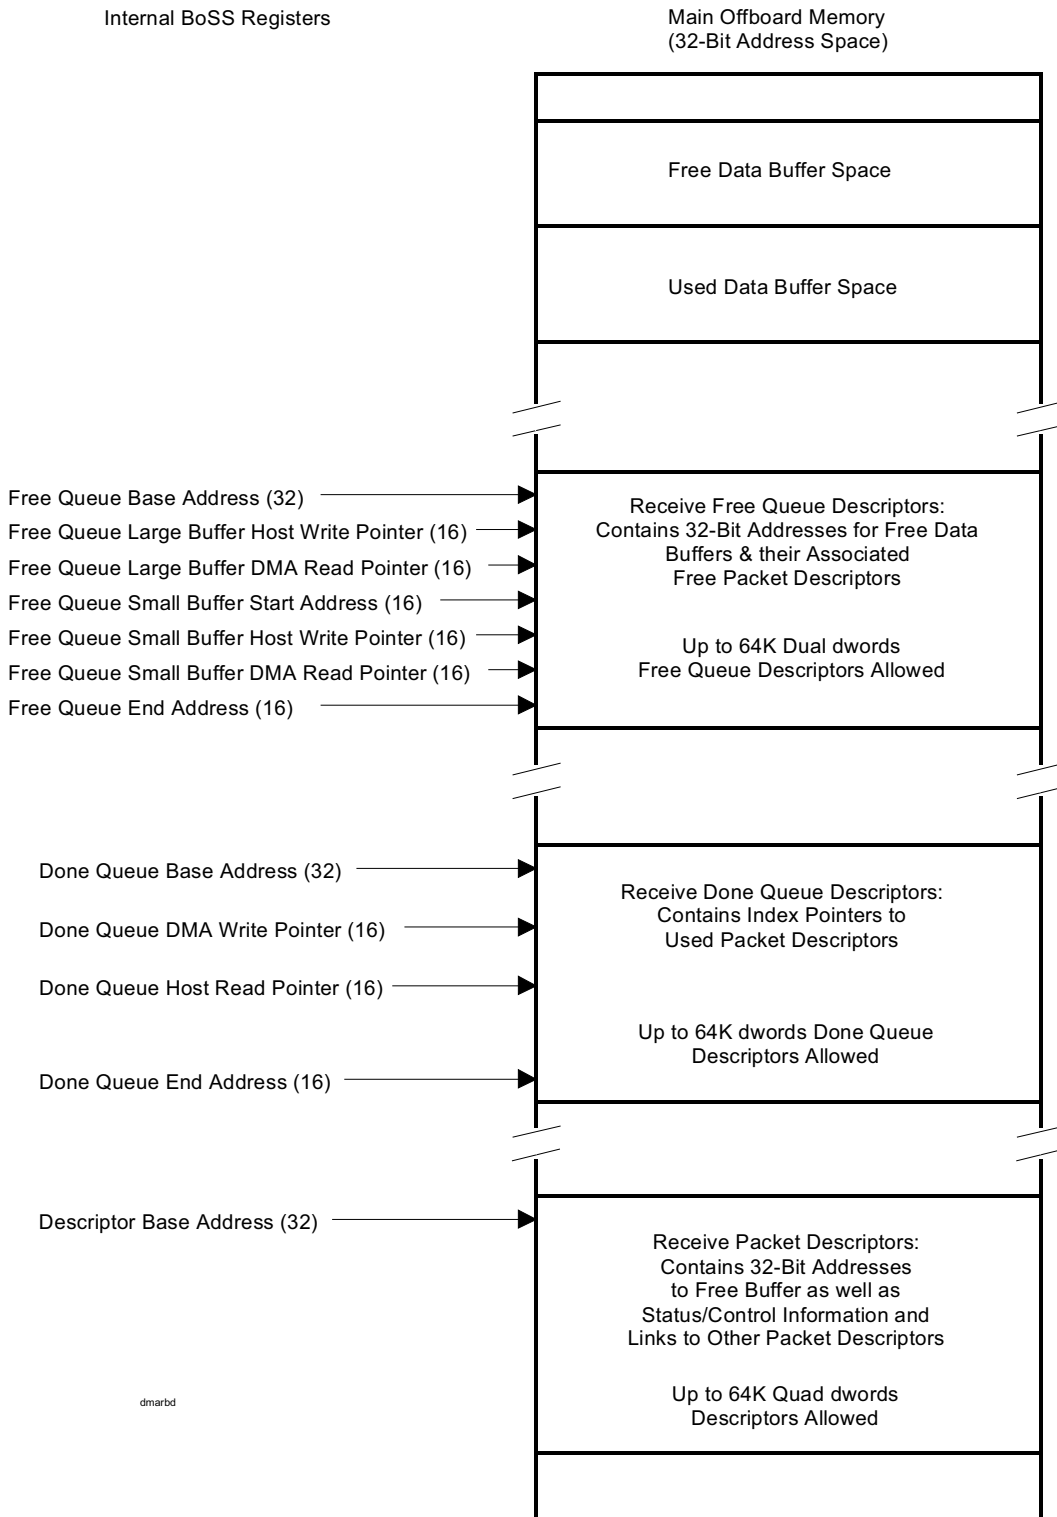 Internal BoSS Registers
Main Offboard Memory
(32-Bit Address Space)
Free Data Buffer Space
Used Data Buffer Space
Free Queue Base Address (32)
Free Queue Large Buffer Host Write Pointer (16)
Free Queue Large Buffer DMA Read Pointer (16)
Free Queue Small Buffer Start Address (16)
Free Queue Small Buffer Host Write Pointer (16)
Free Queue Small Buffer DMA Read Pointer (16)
Free Queue End Address (16)
Receive Free Queue Descriptors:
Contains 32-Bit Addresses for Free Data
Buffers & their Associated
Free Packet Descriptors
Up to 64K Dual dwords
Free Queue Descriptors Allowed
Done Queue Base Address (32)
Done Queue DMA Write Pointer (16)
Done Queue Host Read Pointer (16)
Done Queue End Address (16)
Receive Done Queue Descriptors:
Contains Index Pointers to
Used Packet Descriptors
Up to 64K dwords Done Queue
Descriptors Allowed
Descriptor Base Address (32)
Receive Packet Descriptors:
Contains 32-Bit Addresses
to Free Buffer as well as
Status/Control Information and
Links to Other Packet Descriptors
Up to 64K Quad dwords
Descriptors Allowed
dmarbd